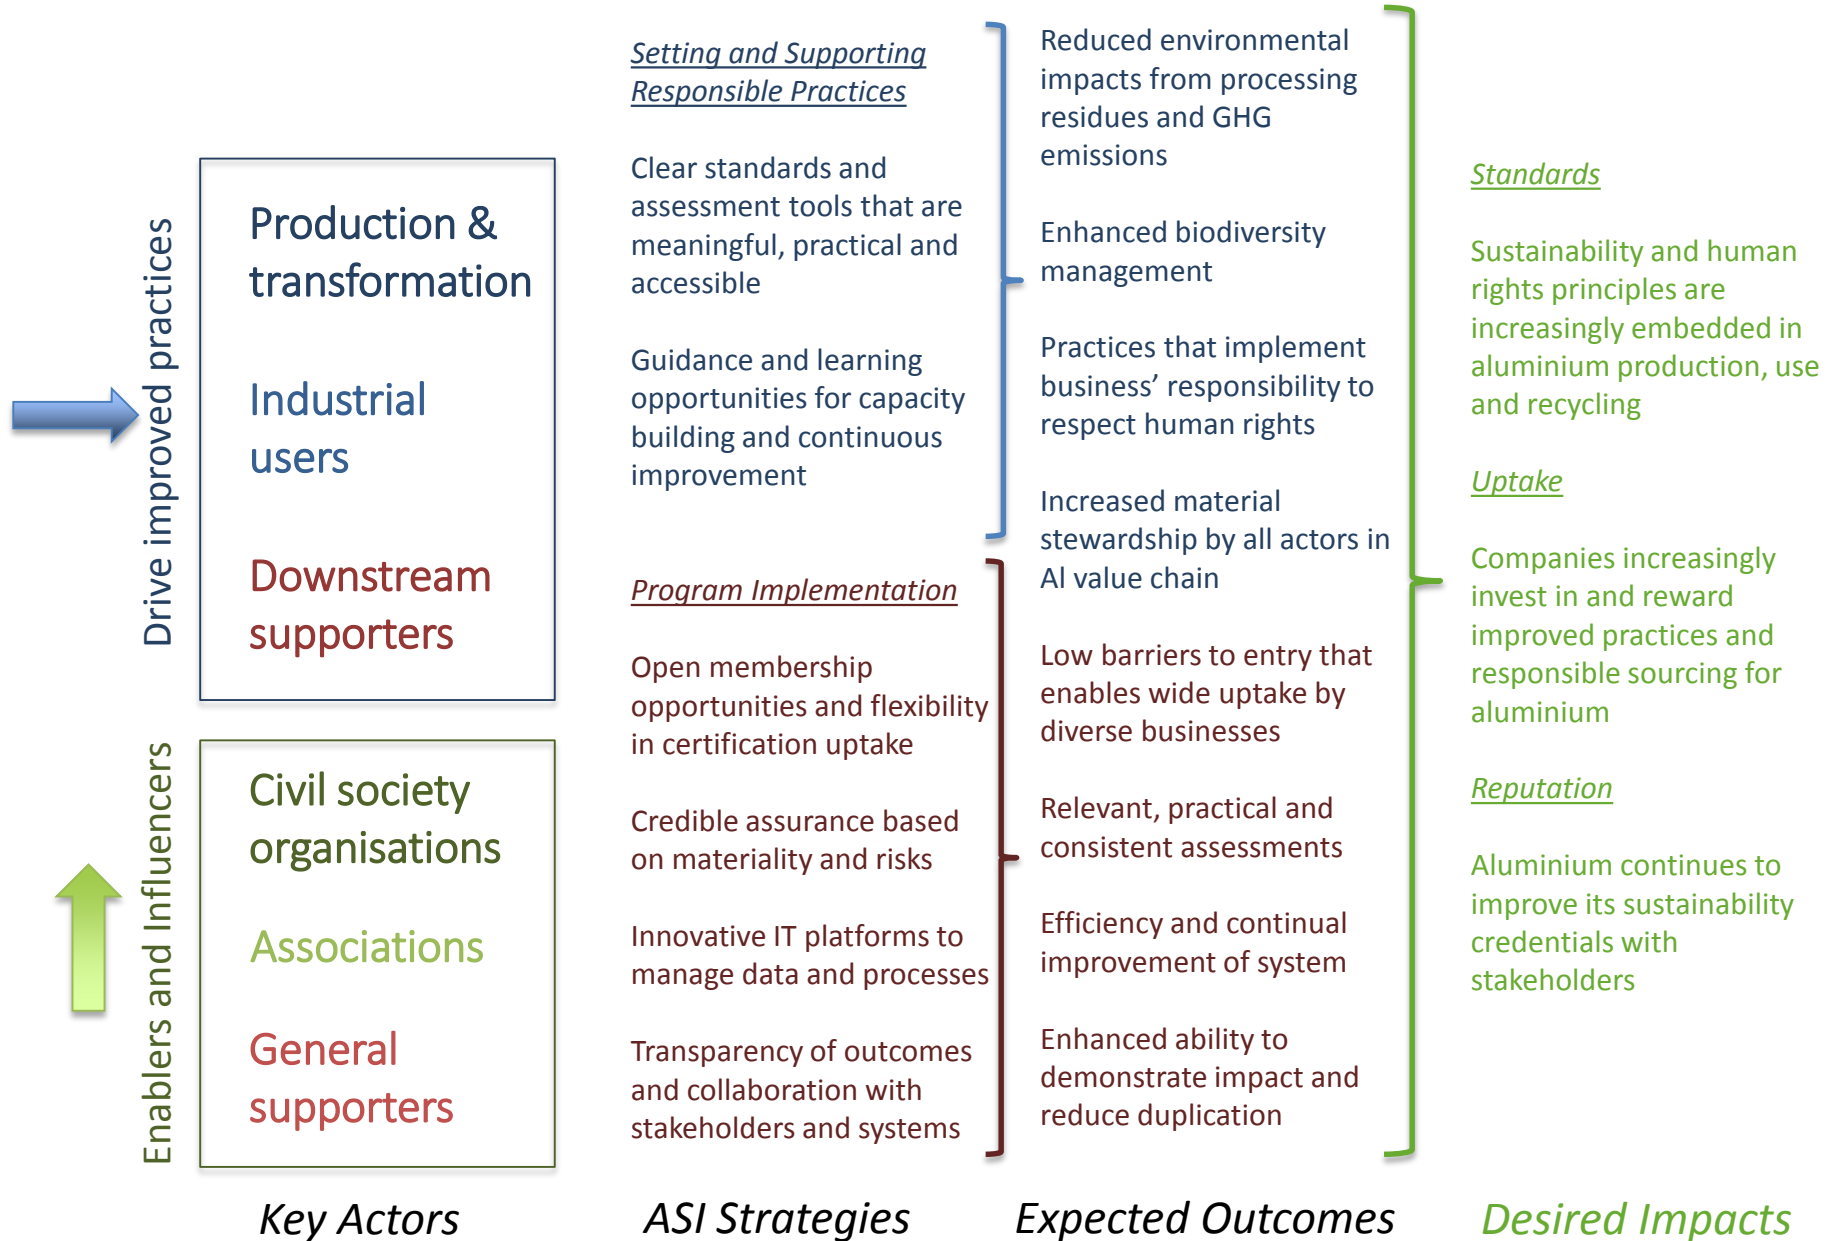 Drive improved practices
Production &
transformation
Industrial
users
Downstream
supporters
Enablers and Influencers
Civil society
organisations
Associations
General
supporters
Key Actors
Setting and Supporting
Responsible Practices
Clear standards and
assessment tools that are
meaningful, practical and
accessible
Guidance and learning
opportunities for capacity
building and continuous
improvement
Program Implementation
Open membership
opportunities and flexibility
in certification uptake
Credible assurance based
on materiality and risks
Innovative IT platforms to
manage data and processes
Transparency of outcomes
and collaboration with
stakeholders and systems
ASI Strategies
Reduced environmental
impacts from processing
residues and GHG
emissions
Enhanced biodiversity
management
Practices that implement
business’ responsibility to
respect human rights
Increased material
stewardship by all actors in
Al value chain
Low barriers to entry that
enables wide uptake by
diverse businesses
Relevant, practical and
consistent assessments
Efficiency and continual
improvement of system
Enhanced ability to
demonstrate impact and
reduce duplication
Expected Outcomes
Standards
Sustainability and human
rights principles are
increasingly embedded in
aluminium production, use
and recycling
Uptake
Companies increasingly
invest in and reward
improved practices and
responsible sourcing for
aluminium
Reputation
Aluminium continues to
improve its sustainability
credentials with
stakeholders
Desired Impacts